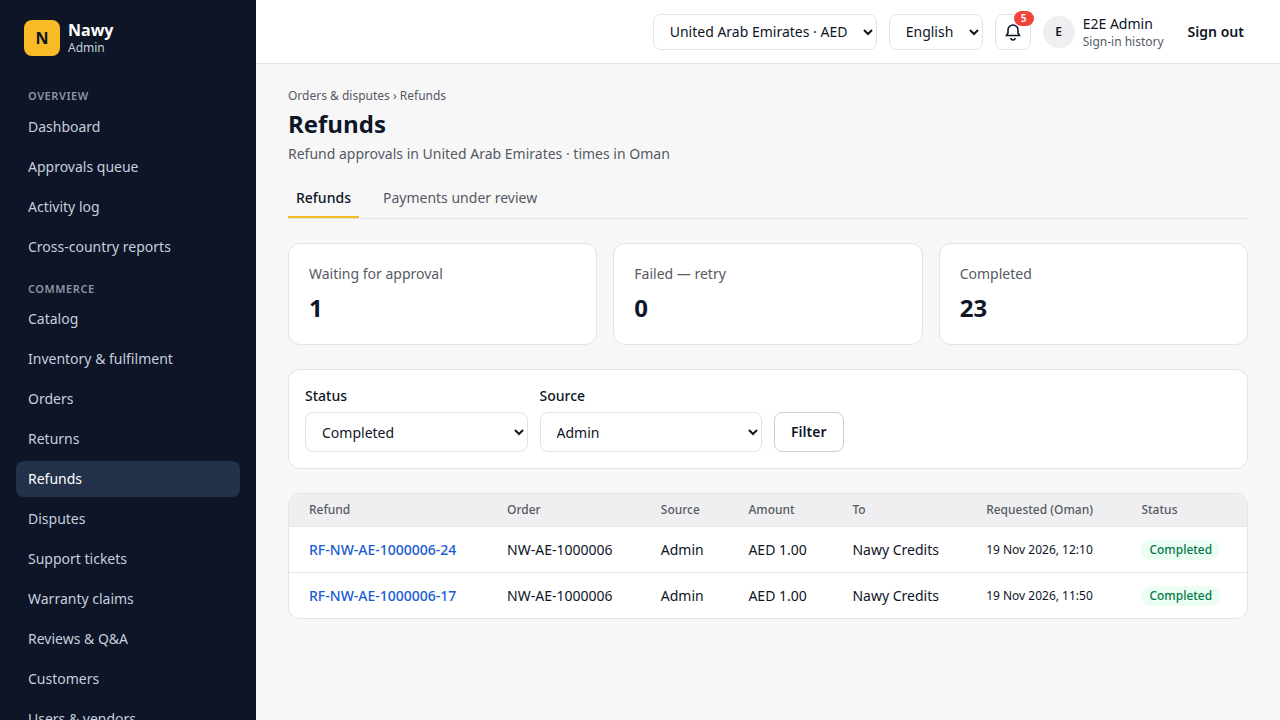 N
Nawy
Admin
OVERVIEW
Dashboard
Approvals queue
Activity log
Cross-country reports
COMMERCE
Catalog
Inventory & fulfilment
Orders
Returns
Refunds
Disputes
Support tickets
Warranty claims
Reviews & Q&A
Customers
Users & vendors
United Arab Emirates · AED
English
5
E
E2E Admin
Sign-in history
Sign out
Orders & disputes › Refunds
Refunds
Refund approvals in United Arab Emirates · times in Oman
Refunds Payments under review
Waiting for approval
1
Failed — retry
0
Completed
23
Status Source
Completed Admin Filter
Refund Order Source Amount To Requested (Oman) Status
RF-NW-AE-1000006-24 NW-AE-1000006 Admin AED 1.00 Nawy Credits 19 Nov 2026, 12:10 Completed
RF-NW-AE-1000006-17 NW-AE-1000006 Admin AED 1.00 Nawy Credits 19 Nov 2026, 11:50 Completed